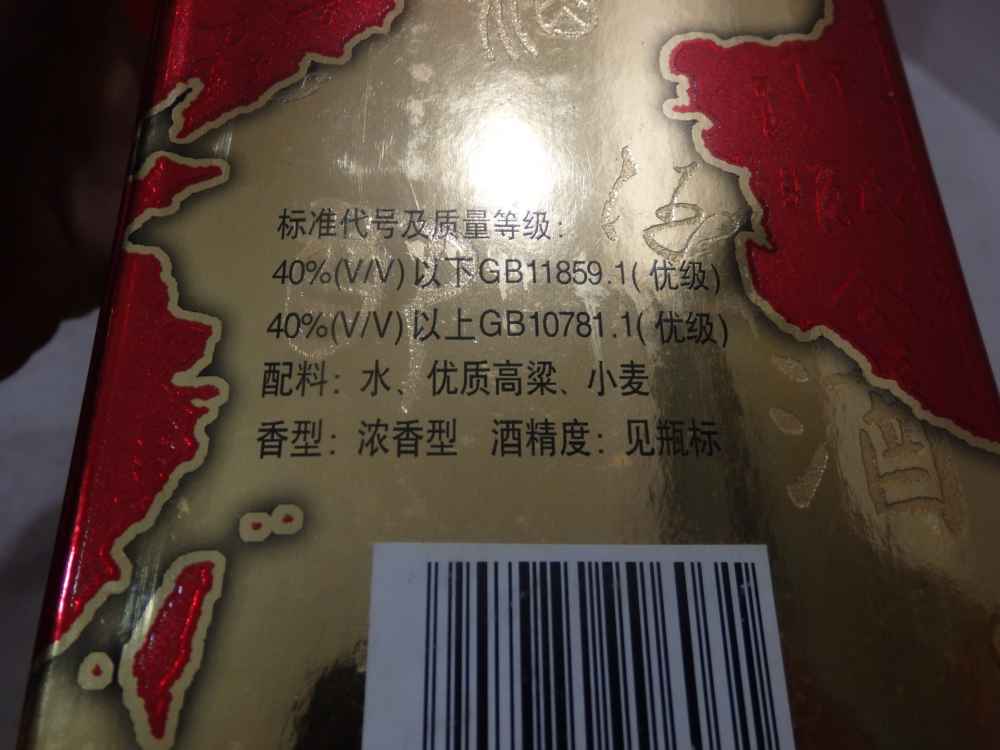 标准代号及质量等级：
40%(V/V)以下GB11859.1(优级)
40%(V/V)以上GB10781.1(优级)
配料：水、优质高粱、小麦
香型：浓香型 酒精度：见瓶标
酒